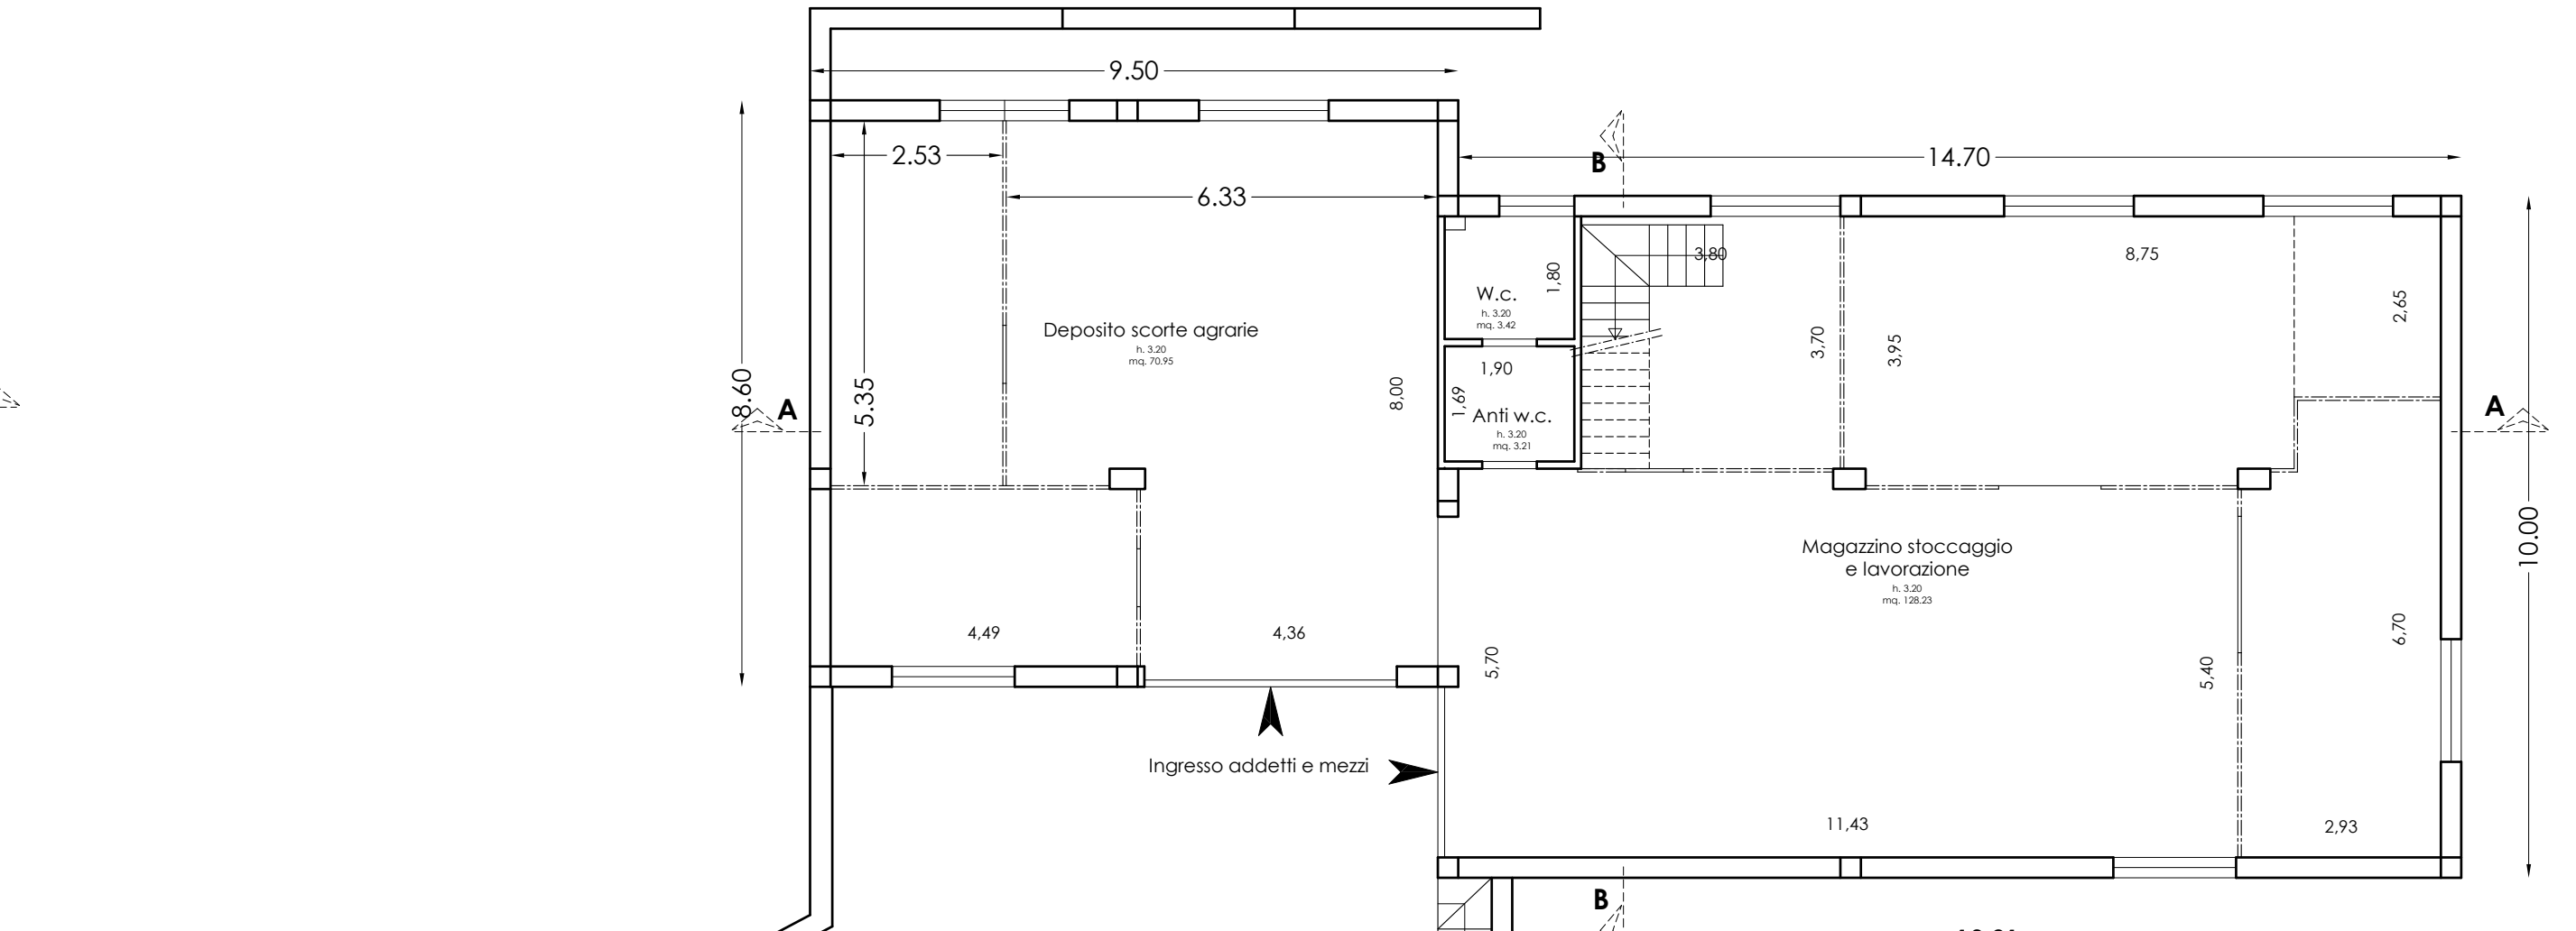 9.50
2.53
6.33
8.60
5.35
A
Deposito scorte agrarie
h. 3.20
mq. 70.95
8,00
4,49
4,36
B
14.70
3,80
8,75
1,80
W.c.
h. 3.20
mq. 3.42
1,90
1,69
Anti w.c.
h. 3.20
mq. 3.21
3,70
3,95
2,65
A
10.00
Magazzino stoccaggio
e lavorazione
h. 3.20
mq. 128.23
5,70
5,40
6,70
Ingresso addetti e mezzi
11,43
2,93
B